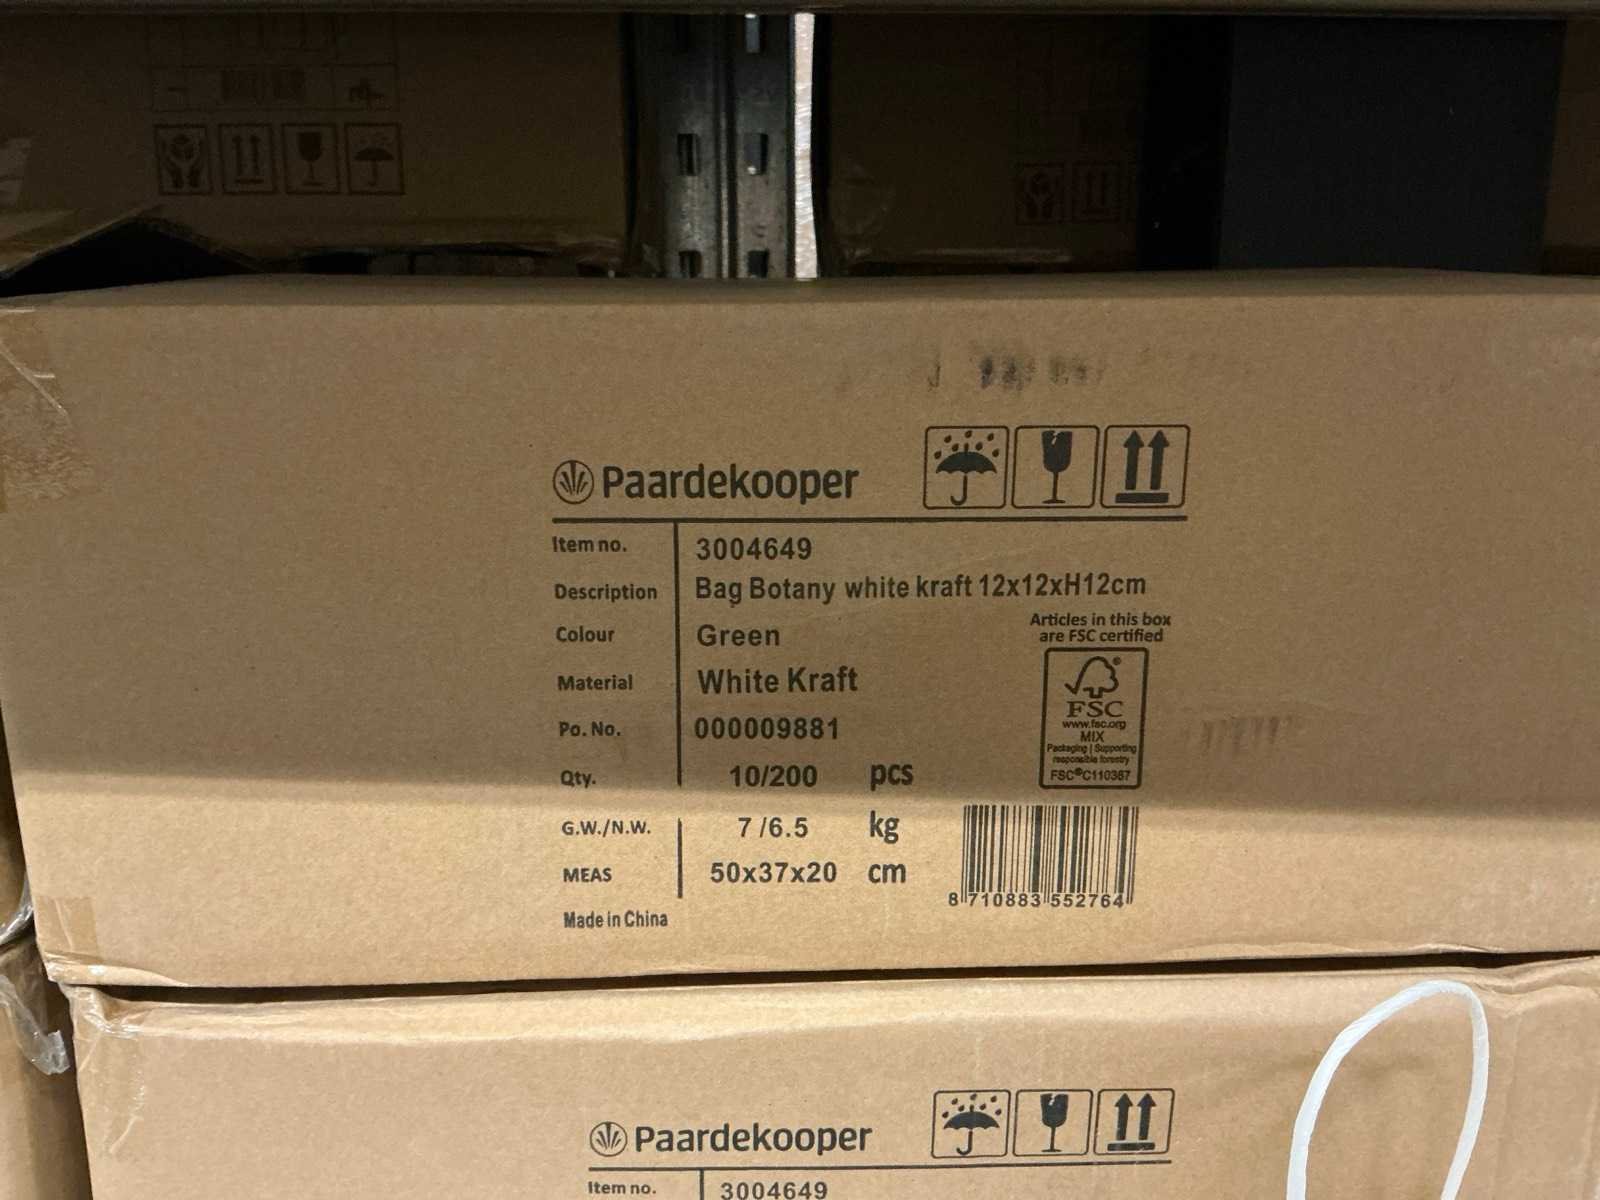 Paardekooper
Item no. 3004649
Description Bag Botany white kraft 12x12xH12cm
Colour Green
Material White Kraft
Po. No. 000009881
Qty. 10/200 pcs
G.W./N.W. 7 /6.5 kg
MEAS 50x37x20 cm
Made in China
Articles in this box
are FSC certified
FSC
www.fsc.org
MIX
Packaging | Supporting
responsible forestry
FSC®C110367
8 710883 552764
Paardekooper
Item no. 3004649